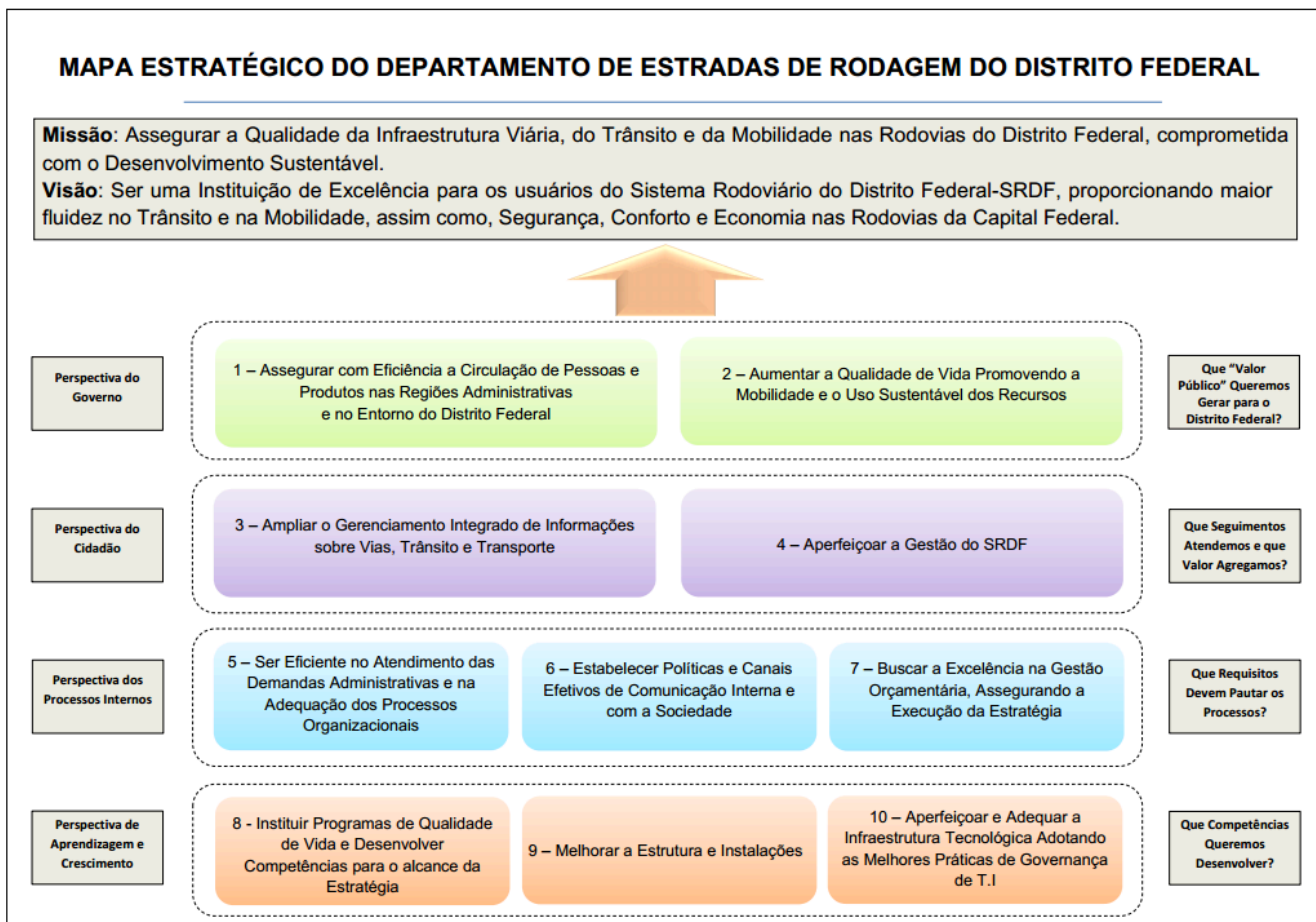 MAPA ESTRATÉGICO DO DEPARTAMENTO DE ESTRADAS DE RODAGEM DO DISTRITO FEDERAL
Missão: Assegurar a Qualidade da Infraestrutura Viária, do Trânsito e da Mobilidade nas Rodovias do Distrito Federal, comprometida
com o Desenvolvimento Sustentável.
Visão: Ser uma Instituição de Excelência para os usuários do Sistema Rodoviário do Distrito Federal-SRDF, proporcionando maior
fluidez no Trânsito e na Mobilidade, assim como, Segurança, Conforto e Economia nas Rodovias da Capital Federal.
Perspectiva do
Governo
1 – Assegurar com Eficiência a Circulação de Pessoas e
Produtos nas Regiões Administrativas
e no Entorno do Distrito Federal
2 – Aumentar a Qualidade de Vida Promovendo a
Mobilidade e o Uso Sustentável dos Recursos
Que “Valor
Público” Queremos
Gerar para o
Distrito Federal?
Perspectiva do
Cidadão
3 – Ampliar o Gerenciamento Integrado de Informações
sobre Vias, Trânsito e Transporte
4 – Aperfeiçoar a Gestão do SRDF
Que Seguimentos
Atendemos e que
Valor Agregamos?
Perspectiva dos
Processos Internos
5 – Ser Eficiente no Atendimento das
Demandas Administrativas e na
Adequação dos Processos
Organizacionais
6 – Estabelecer Políticas e Canais
Efetivos de Comunicação Interna e
com a Sociedade
7 – Buscar a Excelência na Gestão
Orçamentária, Assegurando a
Execução da Estratégia
Que Requisitos
Devem Pautar os
Processos?
Perspectiva de
Aprendizagem e
Crescimento
8 - Instituir Programas de Qualidade
de Vida e Desenvolver
Competências para o alcance da
Estratégia
9 – Melhorar a Estrutura e Instalações
10 – Aperfeiçoar e Adequar a
Infraestrutura Tecnológica Adotando
as Melhores Práticas de Governança
de T.I
Que Competências
Queremos
Desenvolver?